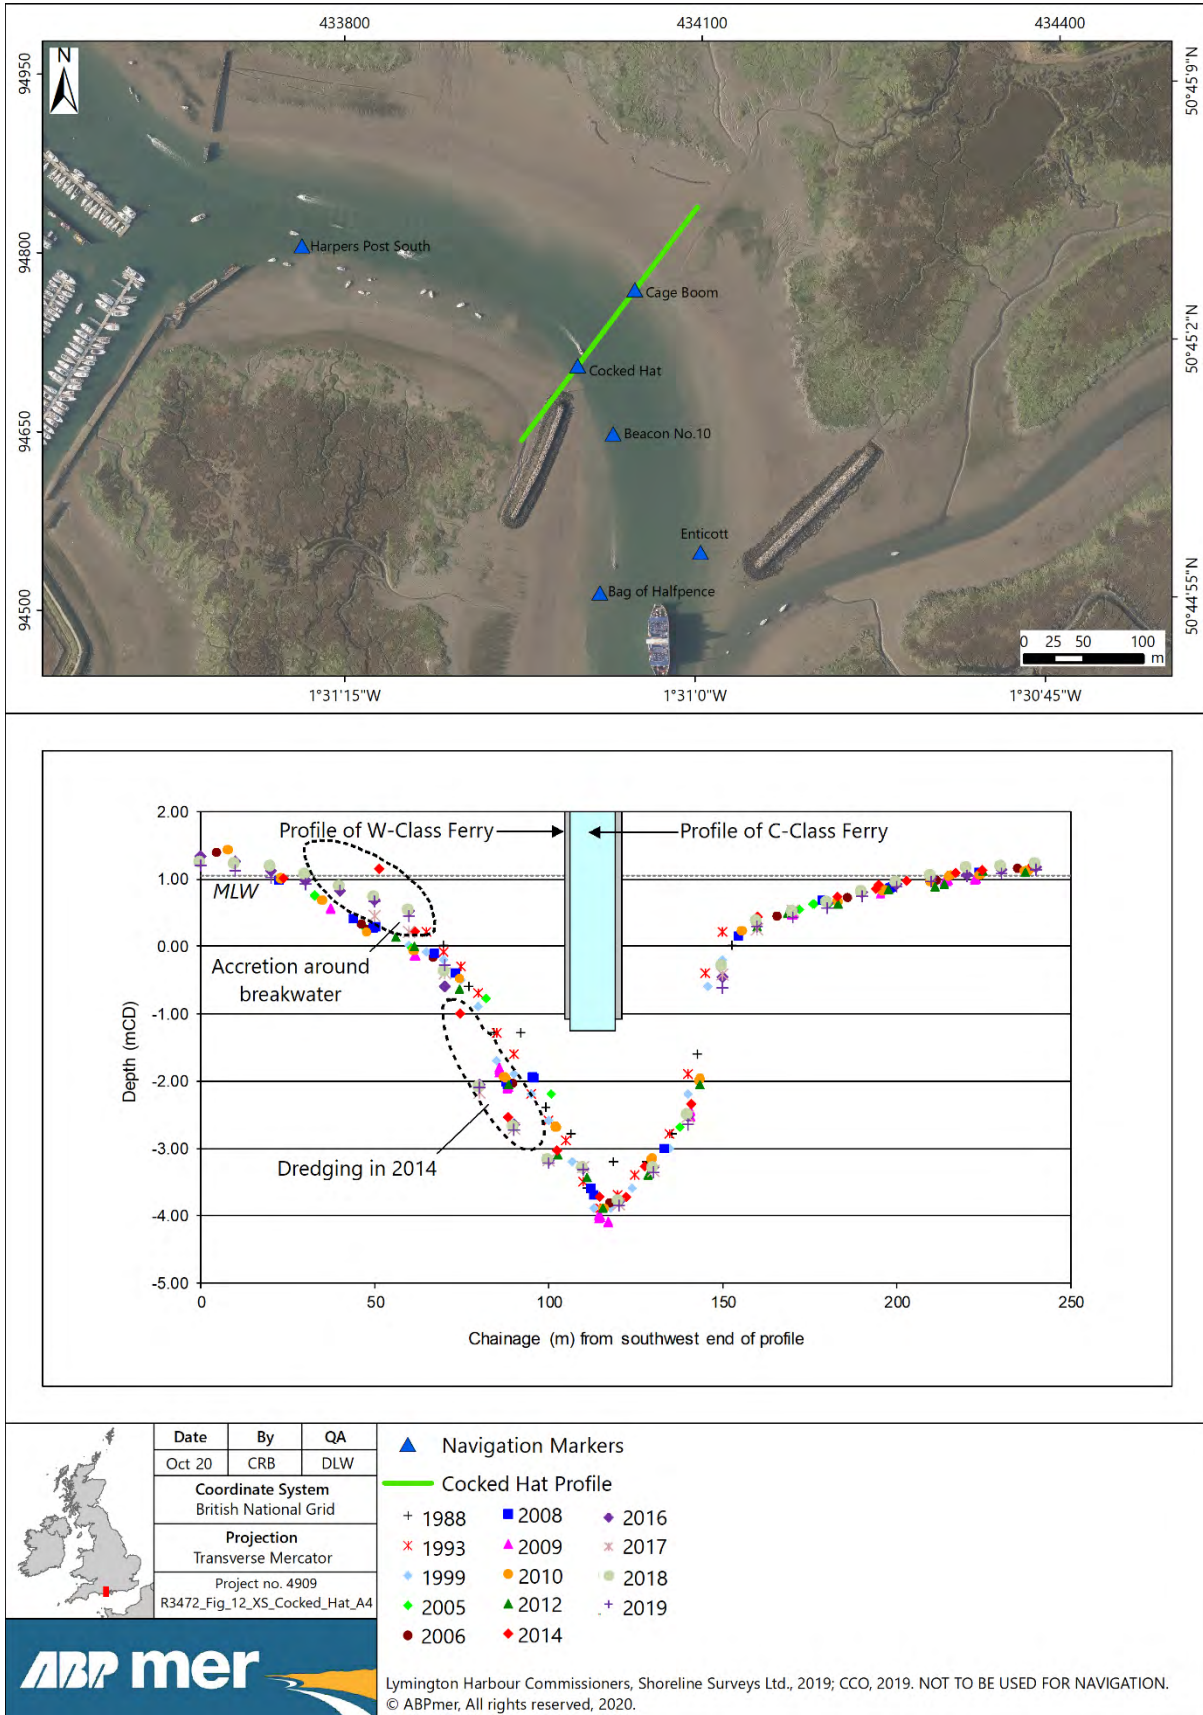 433800
434100
434400
94950
94800
94650
94500
50°45'9"N
50°45'2"N
50°44'55"N
N
Harpers Post South
Cage Boom
Cocked Hat
Beacon No.10
Enticott
Bag of Halfpence
0 25 50 100
m
1°31'15"W
1°31'0"W
1°30'45"W
2.00
1.00
0.00
-1.00
-2.00
-3.00
-4.00
-5.00
Depth (mCD)
Profile of W-Class Ferry
Profile of C-Class Ferry
MLW
Accretion around
breakwater
Dredging in 2014
0
50
100
150
200
250
Chainage (m) from southwest end of profile
Date By QA
Oct 20 CRB DLW
Coordinate System
British National Grid
Projection
Transverse Mercator
Project no. 4909
R3472_Fig_12_XS_Cocked_Hat_A4
ABPmer
Navigation Markers
Cocked Hat Profile
1988
1993
1999
2005
2006
2008
2009
2010
2012
2014
2016
2017
2018
2019
Lymington Harbour Commissioners, Shoreline Surveys Ltd., 2019; CCO, 2019. NOT TO BE USED FOR NAVIGATION.
© ABPmer, All rights reserved, 2020.